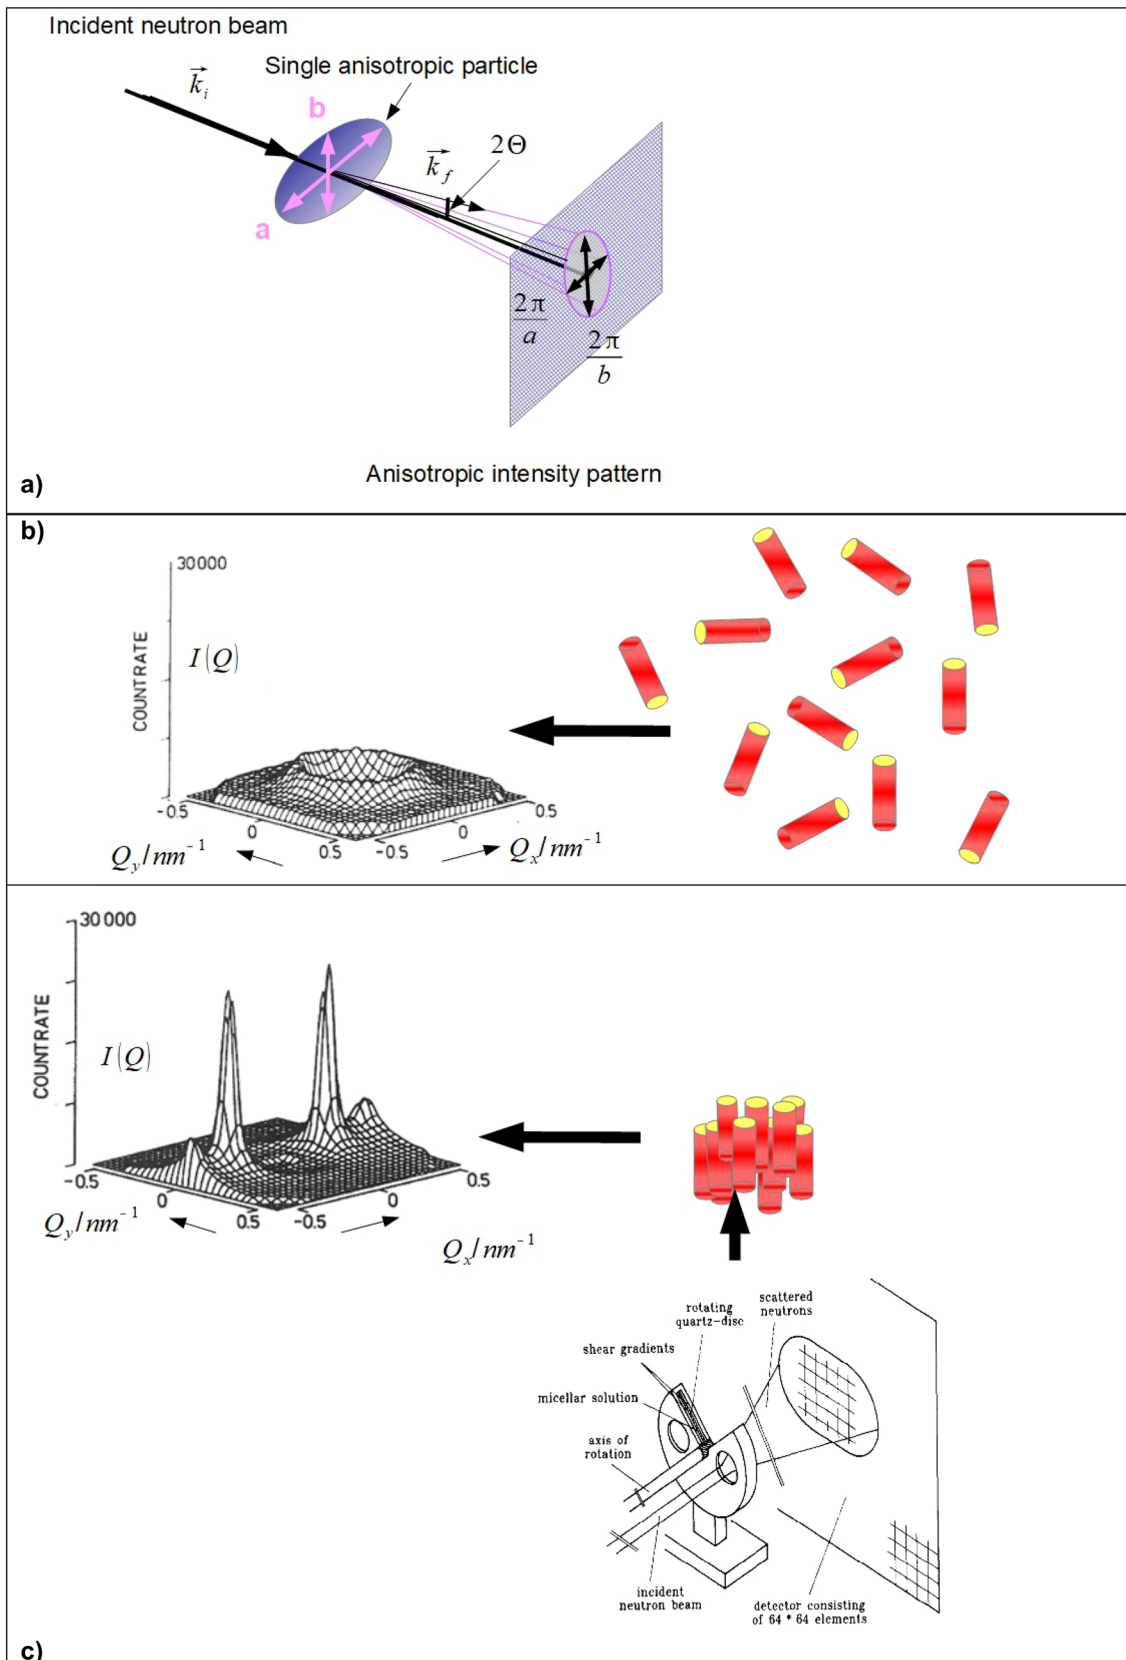 Incident neutron beam
k_i
Single anisotropic particle
b
2Θ
k_f
a
2π
a
2π
b
Anisotropic intensity pattern
a)
b)
30000
COUNTRATE
I(Q)
-0.5
0
0.5
-0.5
0
0.5
Q_y/nm⁻¹
Q_x/nm⁻¹
30000
COUNTRATE
I(Q)
-0.5
0
0.5
-0.5
0
0.5
Q_y/nm⁻¹
Q_x/nm⁻¹
scattered
neutrons
rotating
quartz-disc
shear gradients
micellar solution
axis of
rotation
incident
neutron beam
detector consisting
of 64 * 64 elements
c)